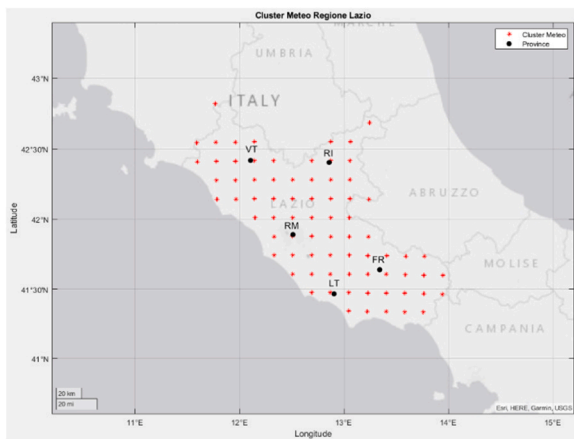 Cluster Meteo Regione Lazio
Cluster Meteo
Province
MARCHE
UMBRIA
43°N
ITALY
42°30'N
VT
RI
ABRUZZO
LAZIO
42°N
RM
Latitude
FR
MOLISE
41°30'N
LT
CAMPANIA
41°N
20 km
20 mi
Esri, HERE, Garmin, USGS
11°E
12°E
13°E
14°E
15°E
Longitude